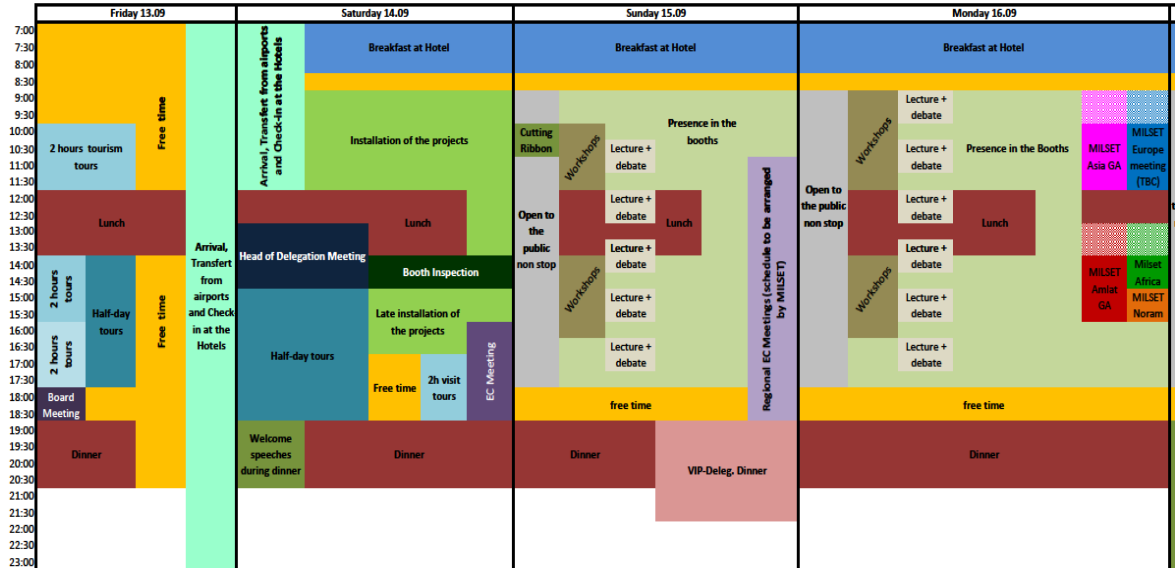 Friday 13.09
Saturday 14.09
Sunday 15.09
Monday 16.09
7:00
7:30
8:00
8:30
9:00
9:30
10:00
10:30
11:00
11:30
12:00
12:30
13:00
13:30
14:00
14:30
15:00
15:30
16:00
16:30
17:00
17:30
18:00
18:30
19:00
19:30
20:00
20:30
21:00
21:30
22:00
22:30
23:00
Free time
2 hours tourism
tours
Lunch
2 hours
tours
2 hours
tours
Half-day
tours
Free time
Board
Meeting
Dinner
Arrival,
Transfert
from
airports
and Check
in at the
Hotels
Arrival, Transfert from airports
and Check-in at the Hotels
Breakfast at Hotel
Installation of the projects
Lunch
Head of Delegation Meeting
Booth Inspection
Half-day tours
Late installation of
the projects
Free time
2h visit
tours
EC Meeting
Welcome
speeches
during dinner
Dinner
Breakfast at Hotel
Cutting
Ribbon
Open to
the
public
non stop
Workshops
Lecture +
debate
Presence in the
booths
Lecture +
debate
Lunch
Lecture +
debate
Workshops
Lecture +
debate
Lecture +
debate
Regional EC Meetings (schedule to be arranged
by MILSET)
free time
Dinner
VIP-Deleg. Dinner
Breakfast at Hotel
Open to
the public
non stop
Workshops
Lecture +
debate
Lecture +
debate
Presence in the Booths
MILSET
Asia GA
MILSET
Europe
meeting
(TBC)
Lecture +
debate
Lunch
Lecture +
debate
Workshops
MILSET
Amlat
GA
Milset
Africa
MILSET
Noram
Lecture +
debate
Lecture +
debate
free time
Dinner